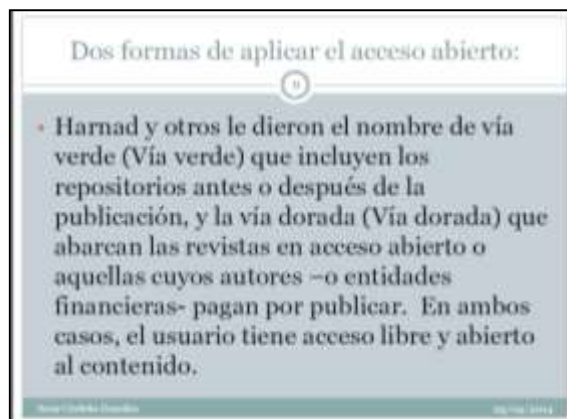 Dos formas de aplicar el acceso abierto:
9
• Harnad y otros le dieron el nombre de vía
verde (Vía verde) que incluyen los
repositorios antes o después de la
publicación, y la vía dorada (Vía dorada) que
abarcan las revistas en acceso abierto o
aquellas cuyos autores –o entidades
financieras- pagan por publicar. En ambos
casos, el usuario tiene acceso libre y abierto
al contenido.